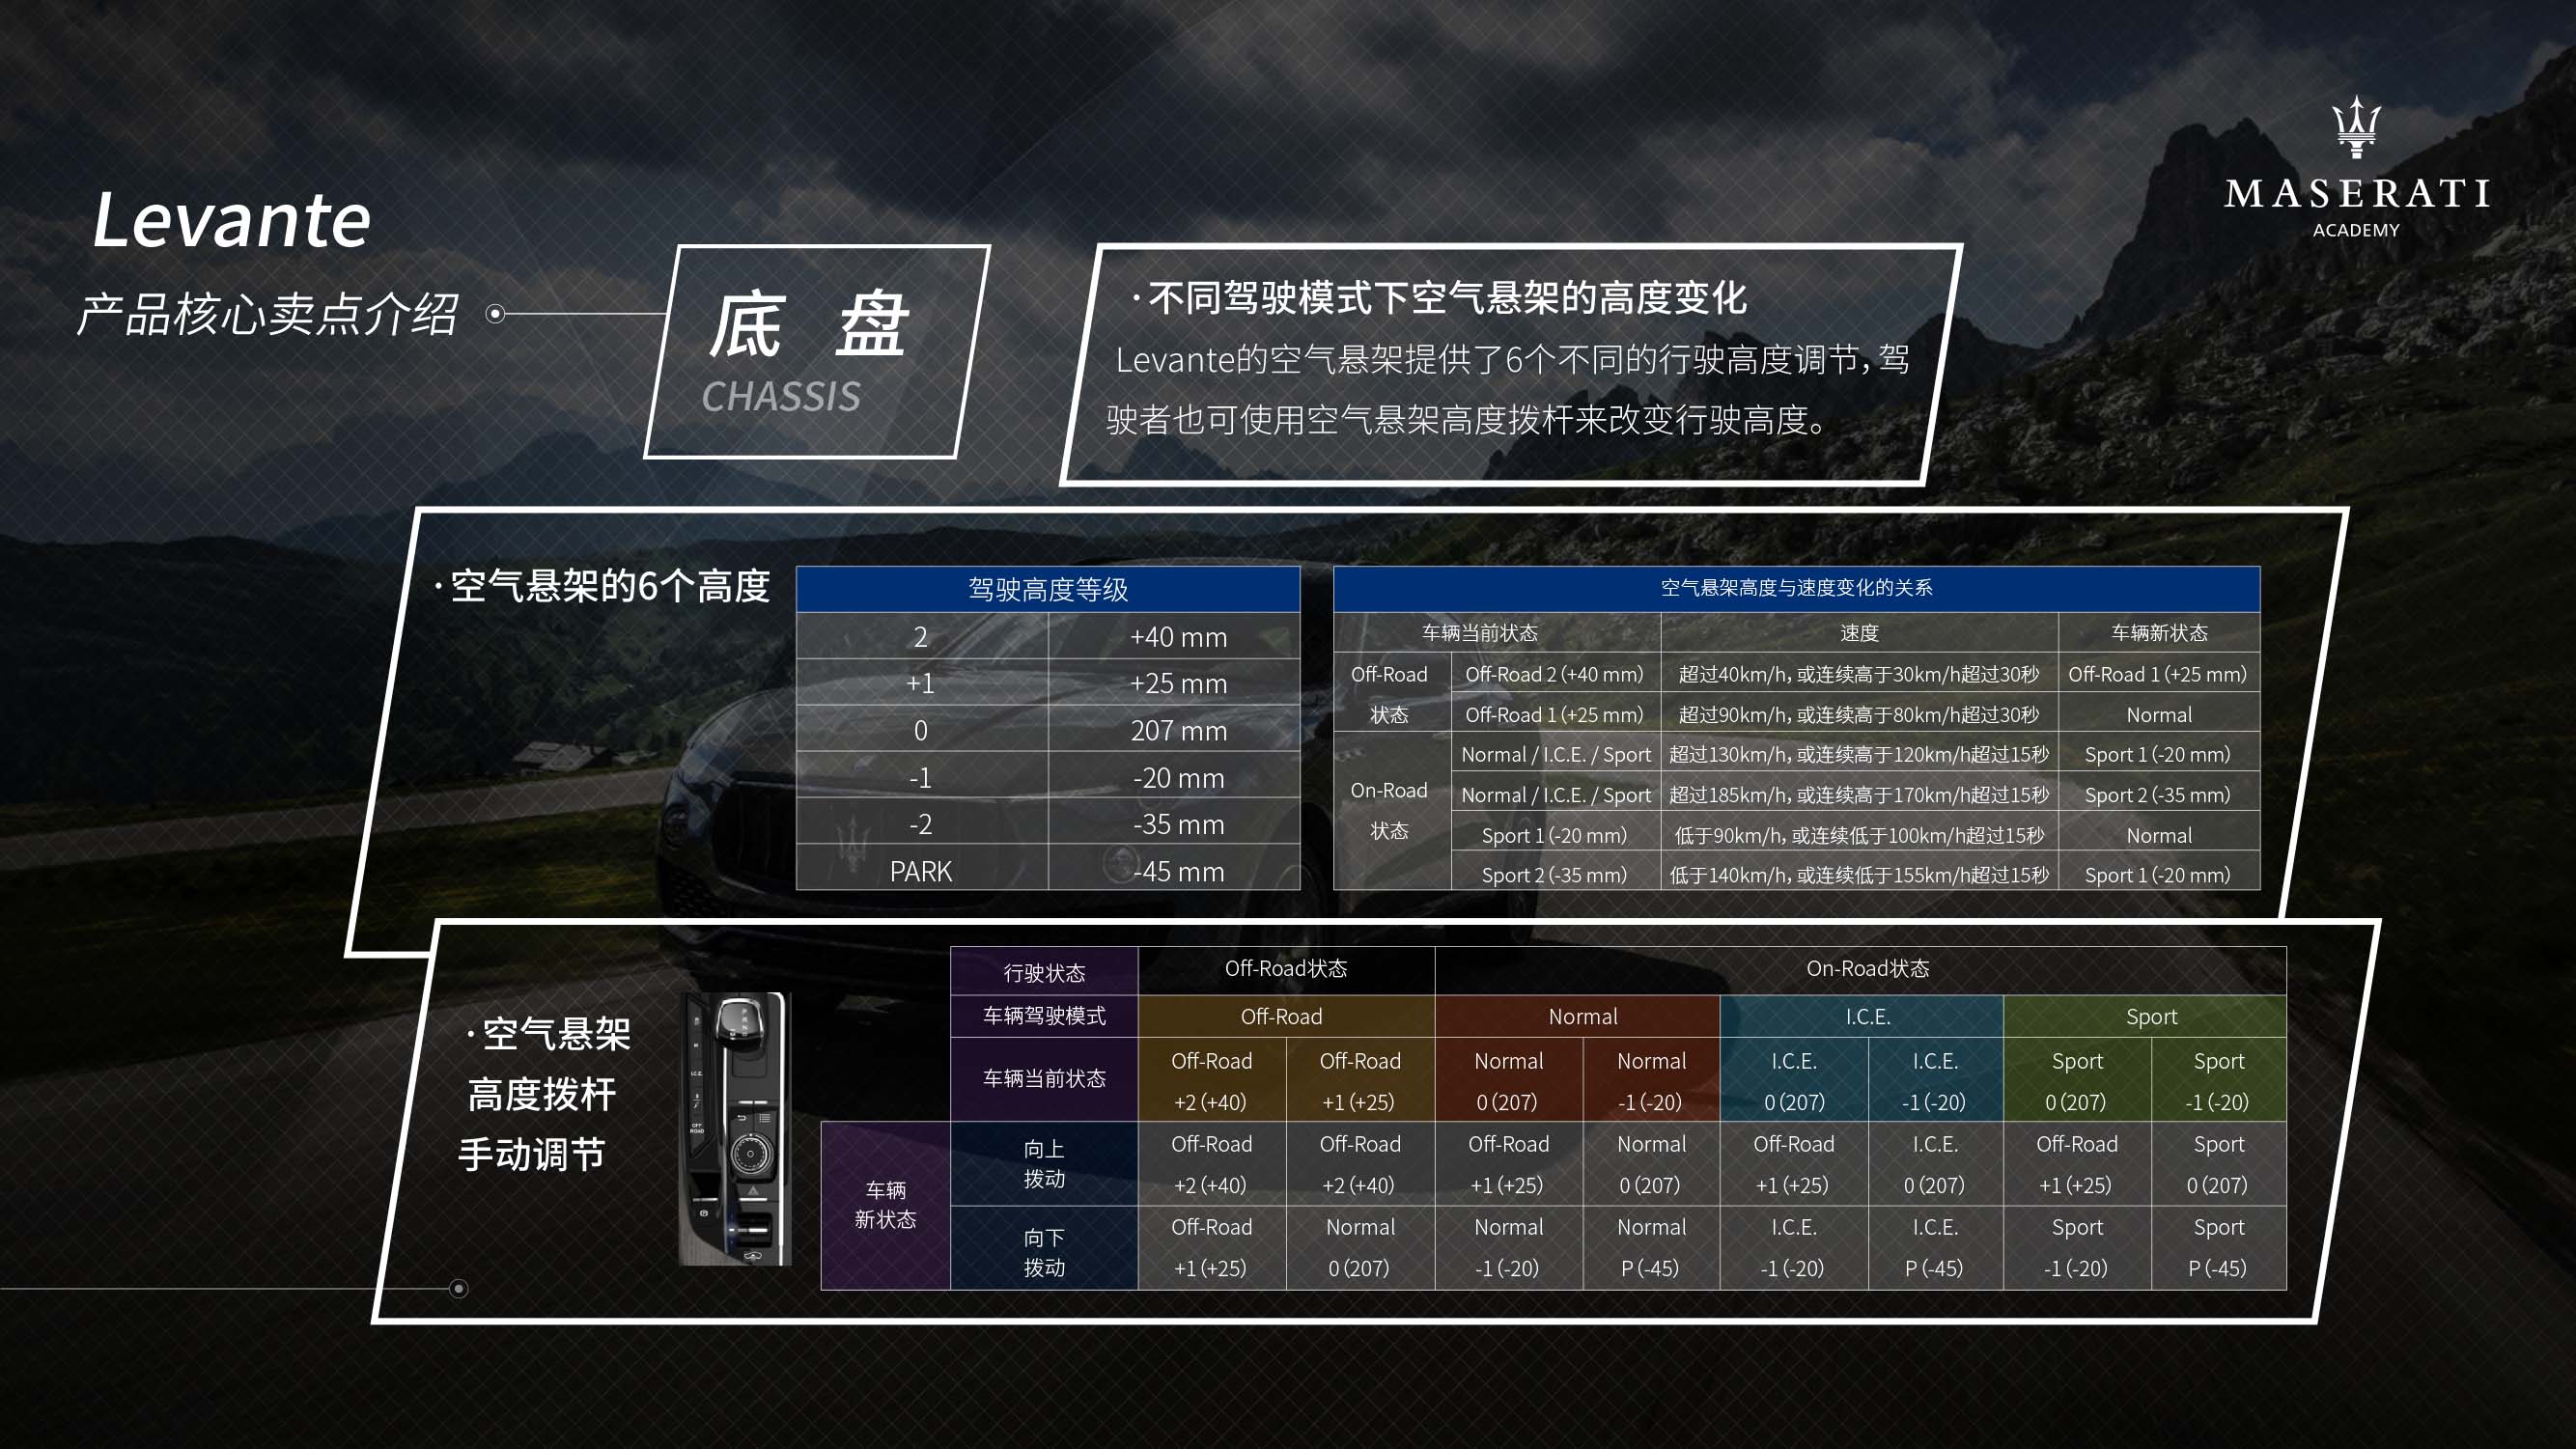 MASERATI
ACADEMY
Levante
产品核心卖点介绍
底 盘
CHASSIS
·不同驾驶模式下空气悬架的高度变化
Levante的空气悬架提供了6个不同的行驶高度调节，驾
驶者也可使用空气悬架高度拨杆来改变行驶高度。
·空气悬架的6个高度
驾驶高度等级
2 +40 mm
+1 +25 mm
0 207 mm
-1 -20 mm
-2 -35 mm
PARK -45 mm
空气悬架高度与速度变化的关系
车辆当前状态 速度 车辆新状态
Off-Road 状态
Off-Road 2（+40 mm） 超过40km/h，或连续高于30km/h超过30秒 Off-Road 1（+25 mm）
Off-Road 1（+25 mm） 超过90km/h，或连续高于80km/h超过30秒 Normal
On-Road 状态
Normal / I.C.E. / Sport 超过130km/h，或连续高于120km/h超过15秒 Sport 1（-20 mm）
Normal / I.C.E. / Sport 超过185km/h，或连续高于170km/h超过15秒 Sport 2（-35 mm）
Sport 1（-20 mm） 低于90km/h，或连续低于100km/h超过15秒 Normal
Sport 2（-35 mm） 低于140km/h，或连续低于155km/h超过15秒 Sport 1（-20 mm）
·空气悬架
高度拨杆
手动调节
行驶状态 Off-Road状态 On-Road状态
车辆驾驶模式 Off-Road Normal I.C.E. Sport
车辆当前状态
Off-Road Off-Road Normal Normal I.C.E. I.C.E. Sport Sport
+2（+40） +1（+25） 0（207） -1（-20） 0（207） -1（-20） 0（207） -1（-20）
车辆
新状态
向上
拨动
Off-Road Off-Road Off-Road Normal Off-Road I.C.E. Off-Road Sport
+2（+40） +2（+40） +1（+25） 0（207） +1（+25） 0（207） +1（+25） 0（207）
向下
拨动
Off-Road Normal Normal Normal I.C.E. I.C.E. Sport Sport
+1（+25） 0（207） -1（-20） P（-45） -1（-20） P（-45） -1（-20） P（-45）